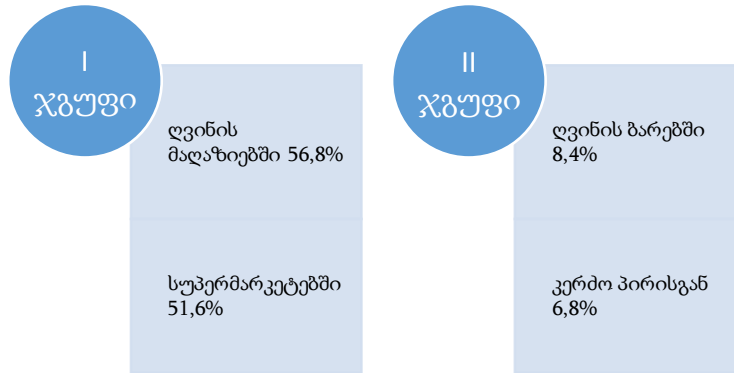 I
ჯგუფი
ღვინის
მაღაზიებში 56,8%
სუპერმარკეტებში
51,6%
II
ჯგუფი
ღვინის ბარებში
8,4%
კერძო პირისგან
6,8%